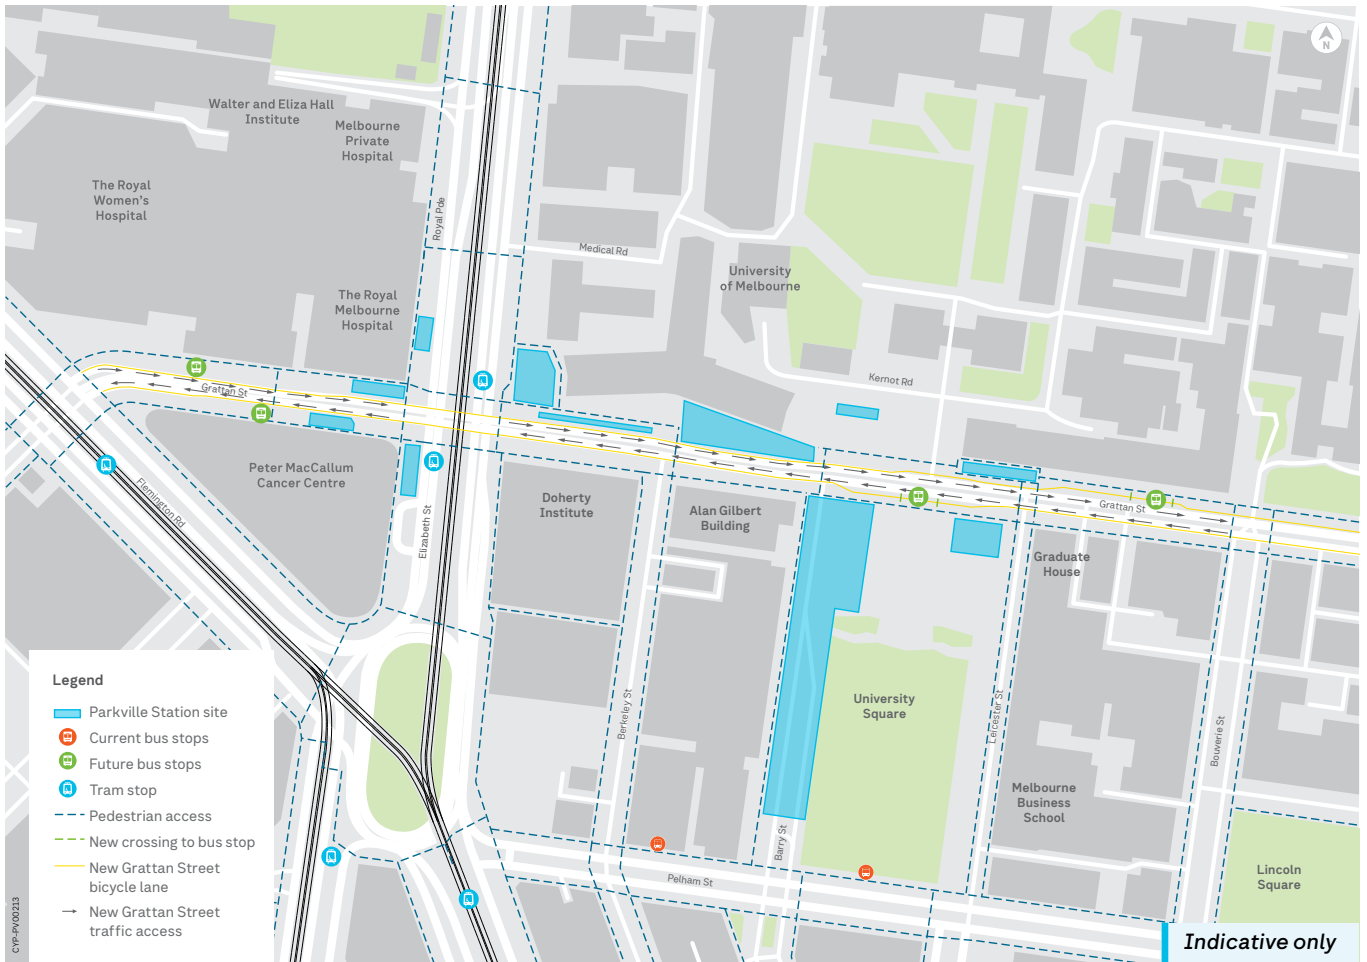 N
Walter and Eliza Hall
Institute
Melbourne
Private
Hospital
The Royal
Women's
Hospital
Royal Pde
Medical Rd
University
of Melbourne
The Royal
Melbourne
Hospital
Grattan St
Kernot Rd
Peter MacCallum
Cancer Centre
Flemington Rd
Elizabeth St
Doherty
Institute
Alan Gilbert
Building
Grattan St
Graduate
House
Legend
Parkville Station site
Current bus stops
Future bus stops
Tram stop
Pedestrian access
New crossing to bus stop
New Grattan Street
bicycle lane
New Grattan Street
traffic access
Berkeley St
University
Square
Leicester St
Bouverie St
Melbourne
Business
School
Barry St
Pelham St
Lincoln
Square
CYP-PV00213
Indicative only